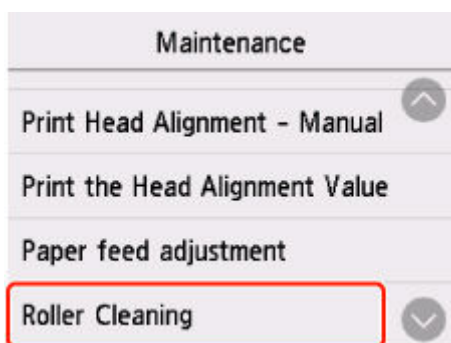 Maintenance
Print Head Alignment - Manual
Print the Head Alignment Value
Paper feed adjustment
Roller Cleaning